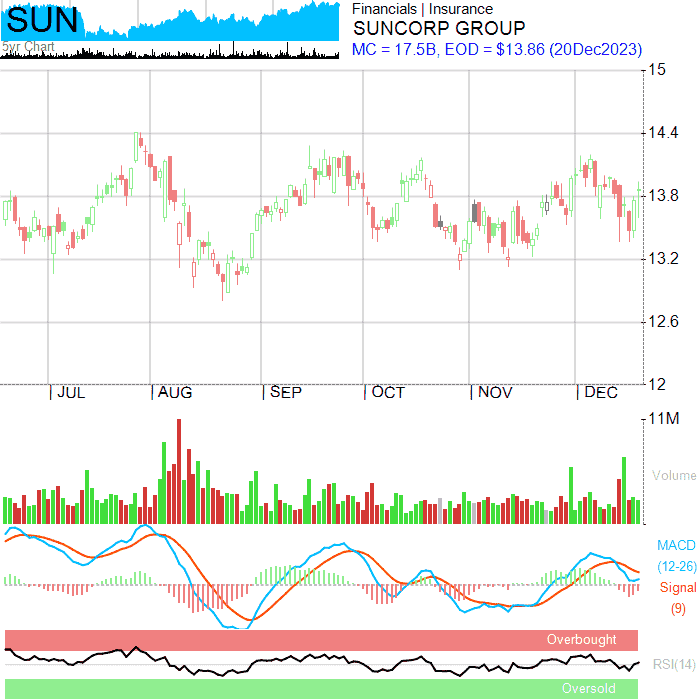 SUN
5yr Chart
Financials | Insurance
SUNCORP GROUP
MC = 17.5B, EOD = $13.86 (20Dec2023)
15
14.4
13.8
13.2
12.6
12
JUL AUG SEP OCT NOV DEC
11M
Volume
MACD
(12-26)
Signal
(9)
Overbought
RSI(14)
Oversold